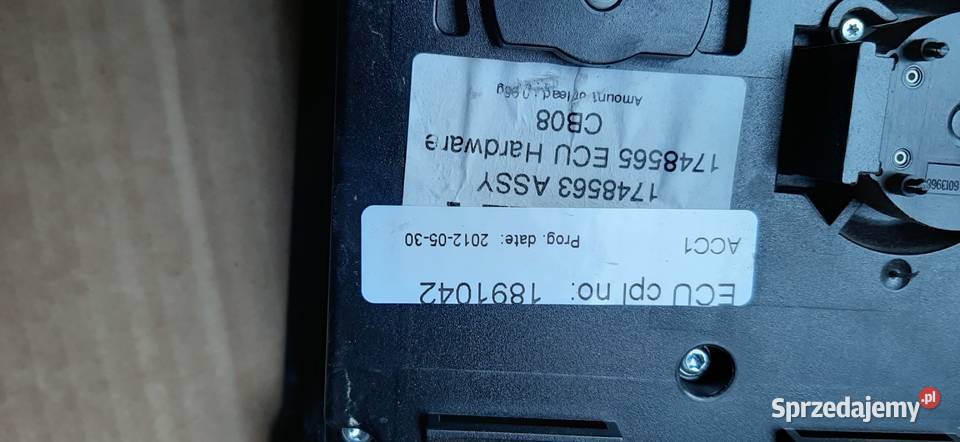 ECU cpl no: 1891042
ACC1 Prog. date: 2012-05-30
1748563 ASSY
1748565 ECU Hardware
CB08
Amount of lead:
Sprzedajemy.pl